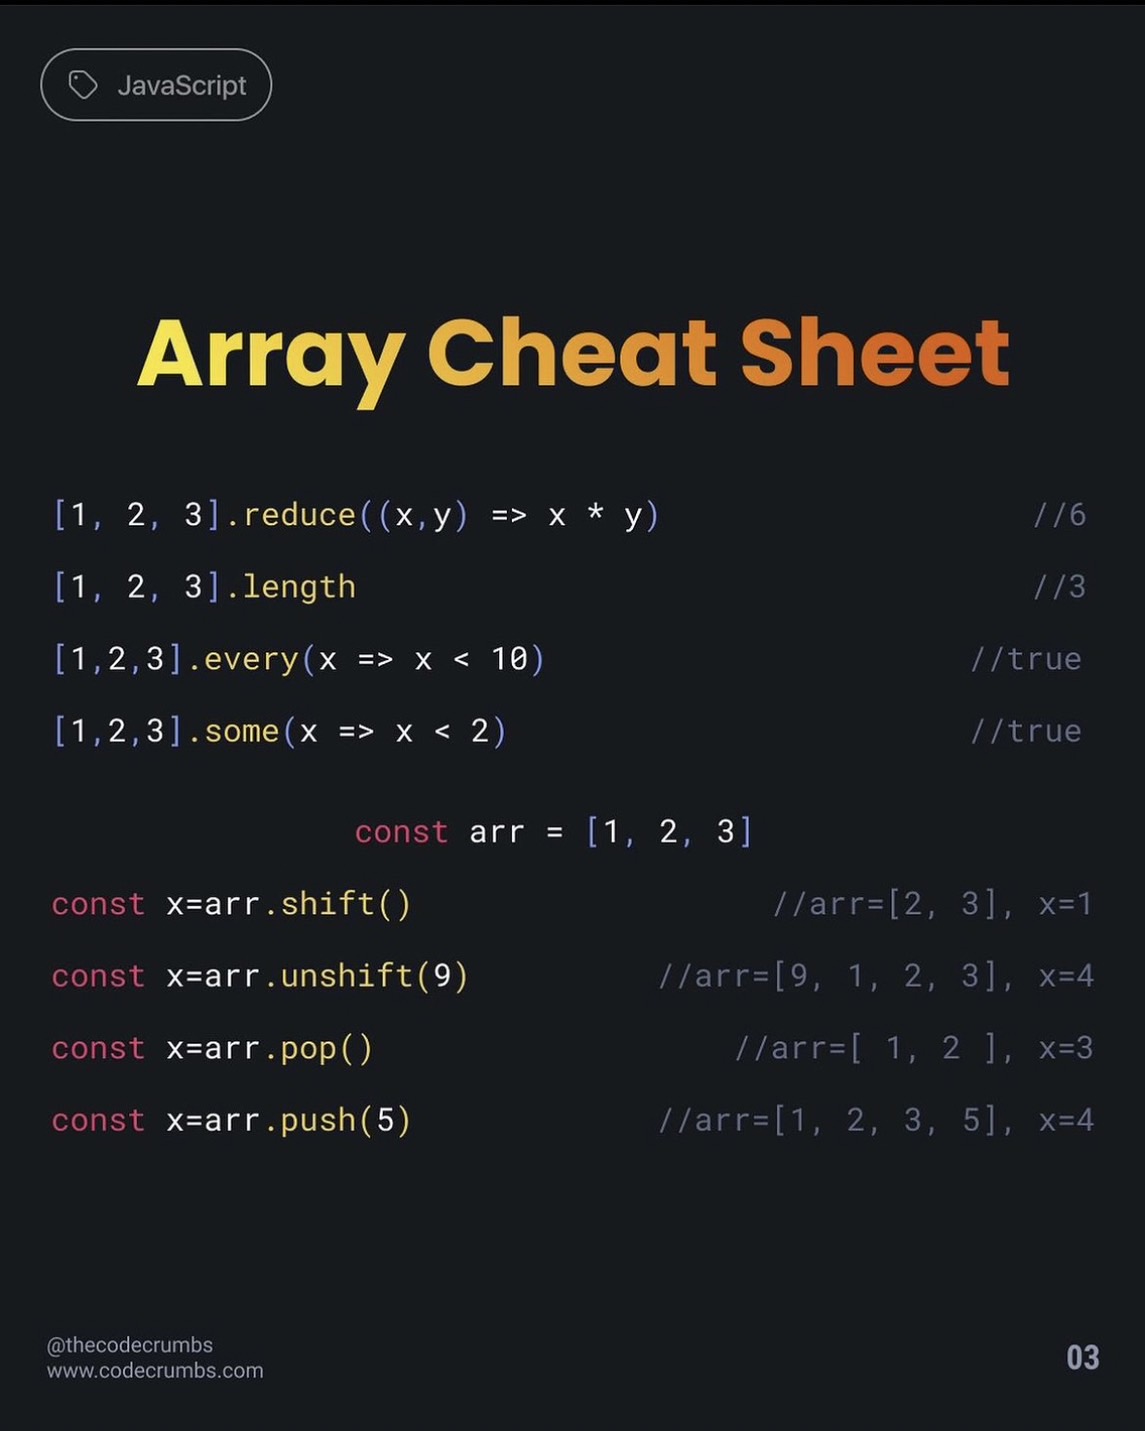 JavaScript
Array Cheat Sheet
[1, 2, 3].reduce((x,y) => x * y) //6
[1, 2, 3].length //3
[1,2,3].every(x => x < 10) //true
[1,2,3].some(x => x < 2) //true
const arr = [1, 2, 3]
const x=arr.shift() //arr=[2, 3], x=1
const x=arr.unshift(9) //arr=[9, 1, 2, 3], x=4
const x=arr.pop() //arr=[ 1, 2 ], x=3
const x=arr.push(5) //arr=[1, 2, 3, 5], x=4
@thecodecrumbs
www.codecrumbs.com
03